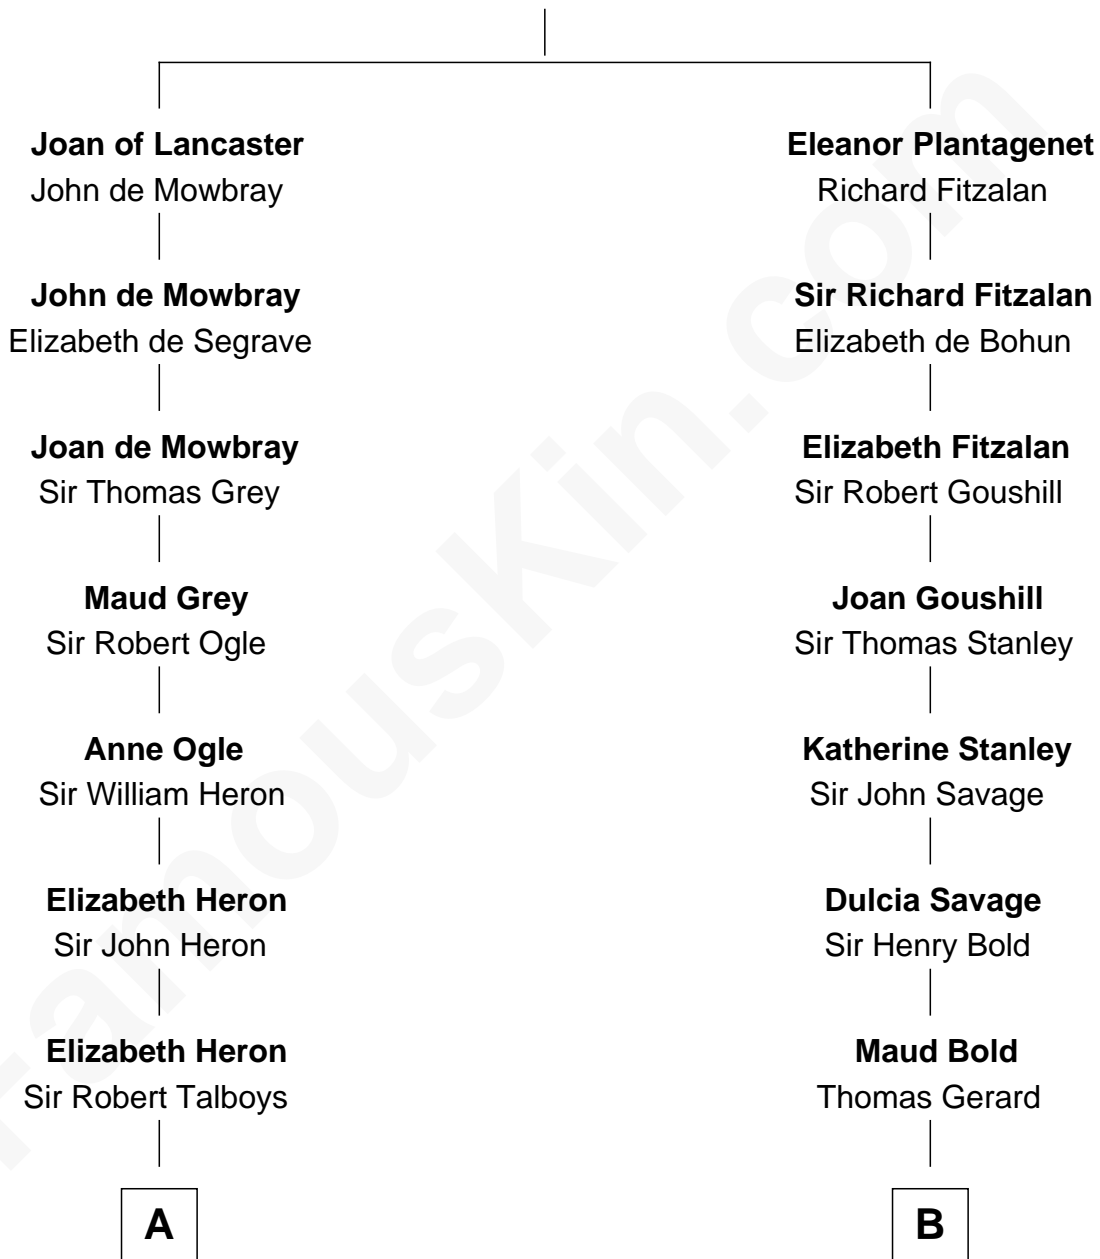 Joan of Lancaster
John de Mowbray
John de Mowbray
Elizabeth de Segrave
Joan de Mowbray
Sir Thomas Grey
Maud Grey
Sir Robert Ogle
Anne Ogle
Sir William Heron
Elizabeth Heron
Sir John Heron
Elizabeth Heron
Sir Robert Talboys
A
Eleanor Plantagenet
Richard Fitzalan
Sir Richard Fitzalan
Elizabeth de Bohun
Elizabeth Fitzalan
Sir Robert Goushill
Joan Goushill
Sir Thomas Stanley
Katherine Stanley
Sir John Savage
Dulcia Savage
Sir Henry Bold
Maud Bold
Thomas Gerard
B
FamousKin.com